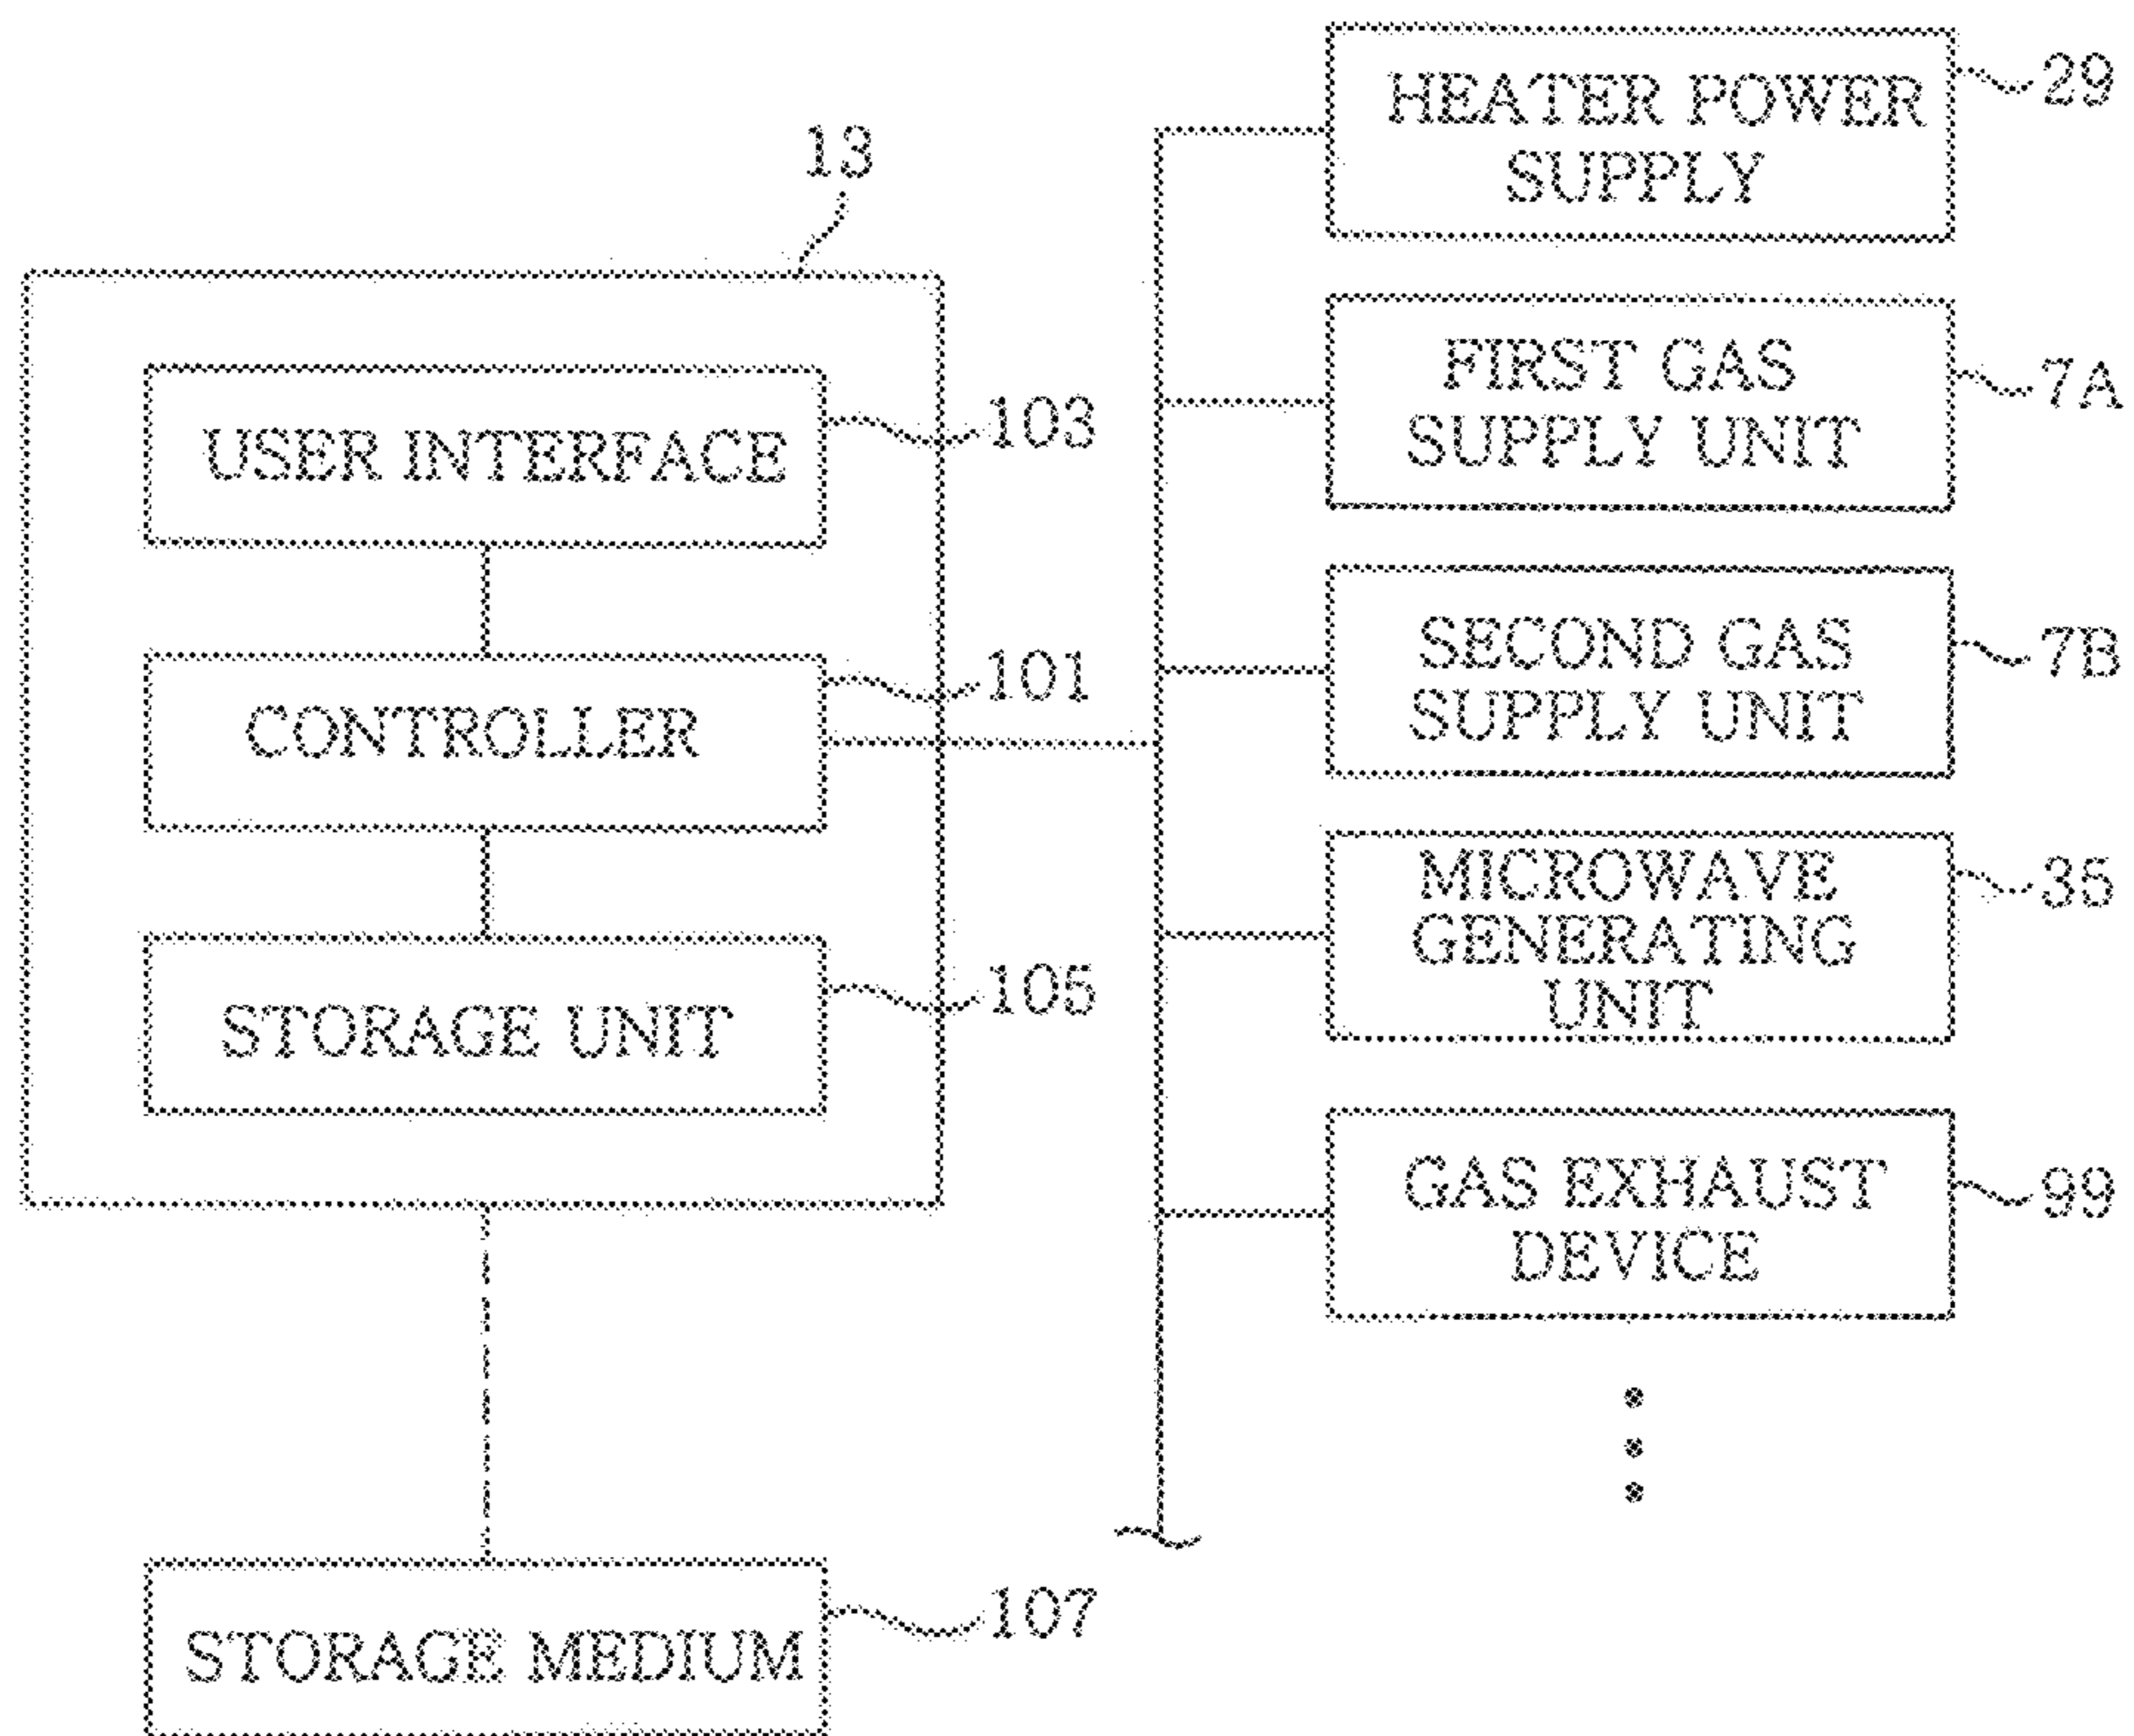 13
USER INTERFACE
103
CONTROLLER
101
STORAGE UNIT
105
STORAGE MEDIUM
107
HEATER POWER
SUPPLY
29
FIRST GAS
SUPPLY UNIT
7A
SECOND GAS
SUPPLY UNIT
7B
MICROWAVE
GENERATING
UNIT
35
GAS EXHAUST
DEVICE
99